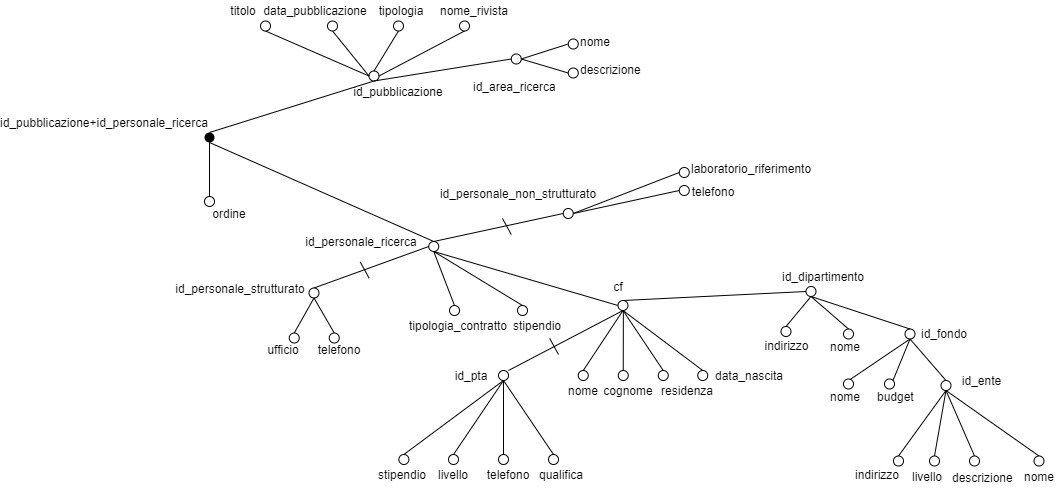 titolo data_pubblicazione tipologia nome_rivista
nome
descrizione
id_area_ricerca
id_pubblicazione
id_pubblicazione+id_personale_ricerca
laboratorio_riferimento
id_personale_non_strutturato telefono
ordine
id_personale_ricerca
id_dipartimento
id_personale_strutturato cf
tipologia_contratto stipendio
id_fondo
indirizzo nome
ufficio telefono
id_pta data_nascita
id_ente
nome cognome residenza
nome budget
stipendio livello telefono qualifica
indirizzo livello descrizione nome